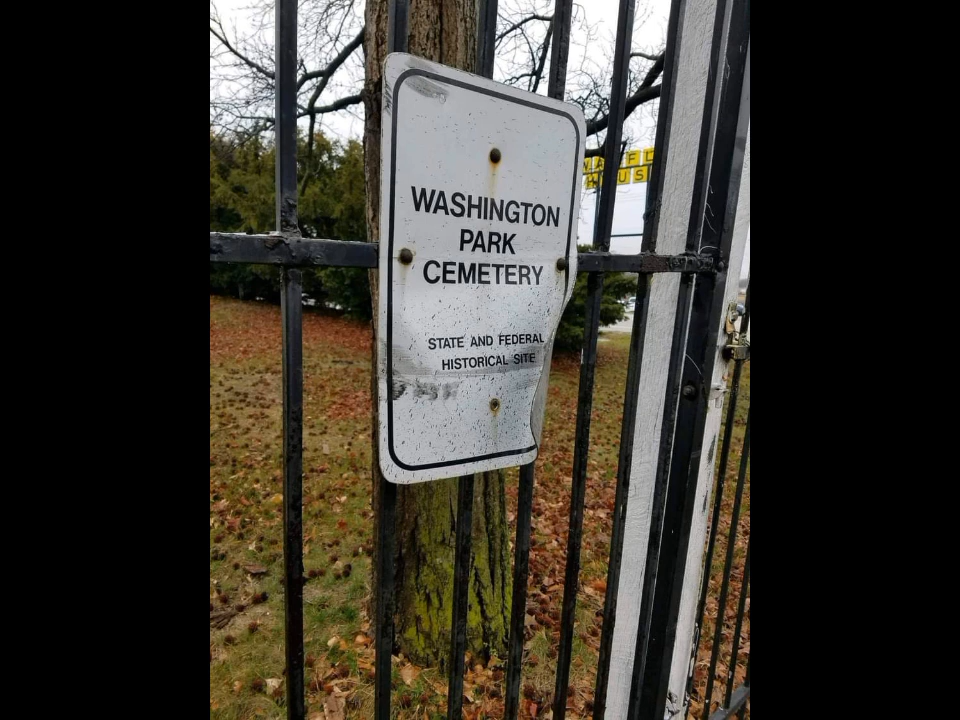 WASHINGTON
PARK
CEMETERY
STATE AND FEDERAL
HISTORICAL SITE